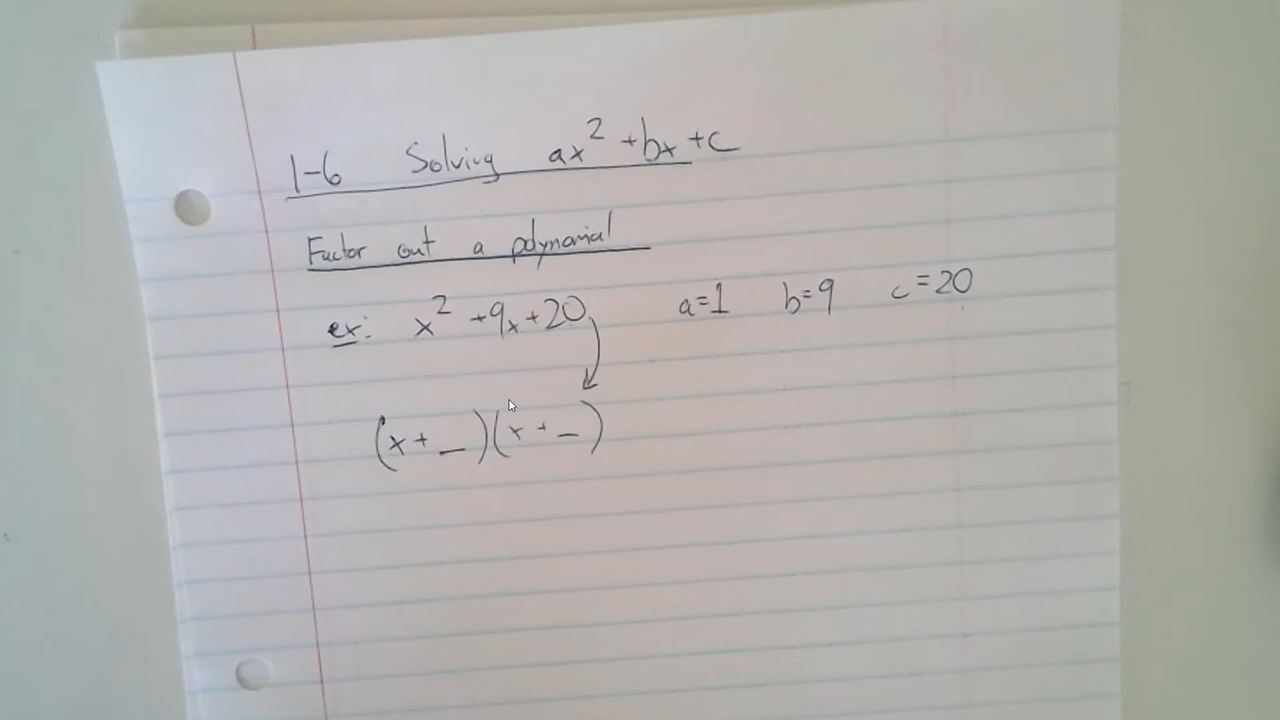 1-6 Solving ax² +bx +c
Factor out a polynomial
ex: x² +9x+20 a=1 b=9 c=20
(x + _)(x + _)